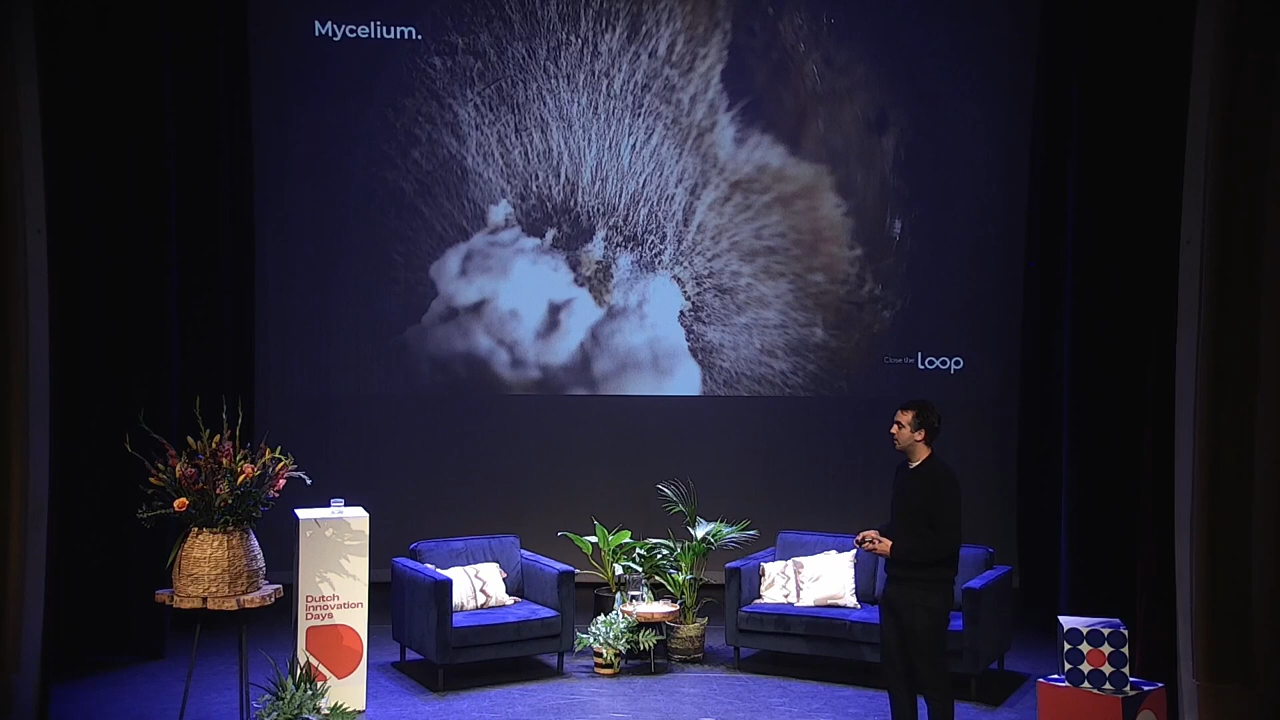 Mycelium.
Close the Loop
Dutch
Innovation
Days